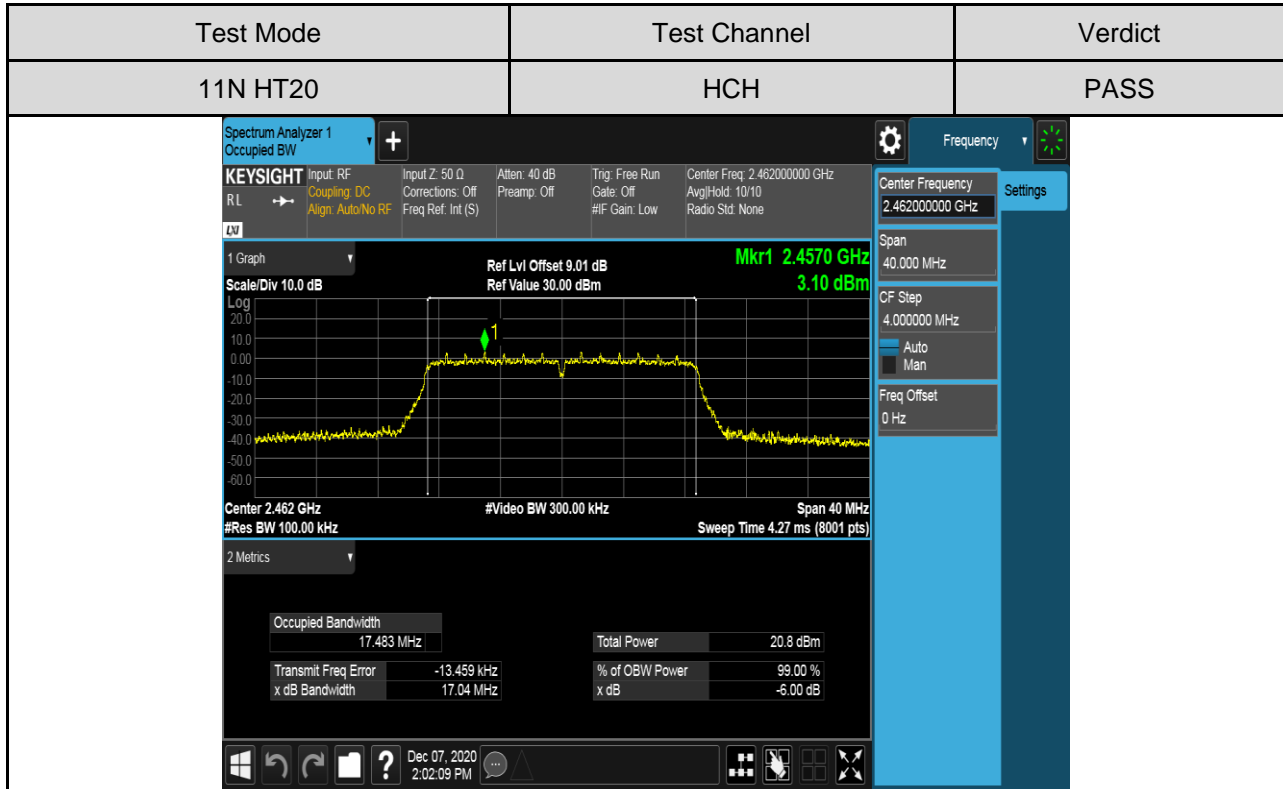 Test Mode Test Channel Verdict
11N HT20 HCH PASS
Spectrum Analyzer 1
Occupied BW
+
Frequency
KEYSIGHT Input: RF Input Z: 50 Ω Atten: 40 dB Trig: Free Run Center Freq: 2.462000000 GHz
RL Coupling: DC Corrections: Off Preamp: Off Gate: Off Avg|Hold: 10/10
Align: Auto/No RF Freq Ref: Int (S) #IF Gain: Low Radio Std: None
LXI
Center Frequency Settings
2.462000000 GHz
Span
40.000 MHz
CF Step
4.000000 MHz
Auto
Man
Freq Offset
0 Hz
1 Graph Ref Lvl Offset 9.01 dB Mkr1 2.4570 GHz
Scale/Div 10.0 dB Ref Value 30.00 dBm 3.10 dBm
Log
20.0
10.0
0.00
-10.0
-20.0
-30.0
-40.0
-50.0
-60.0
1
Center 2.462 GHz #Video BW 300.00 kHz Span 40 MHz
#Res BW 100.00 kHz Sweep Time 4.27 ms (8001 pts)
2 Metrics
Occupied Bandwidth
17.483 MHz Total Power 20.8 dBm
Transmit Freq Error -13.459 kHz % of OBW Power 99.00 %
x dB Bandwidth 17.04 MHz x dB -6.00 dB
? Dec 07, 2020
2:02:09 PM